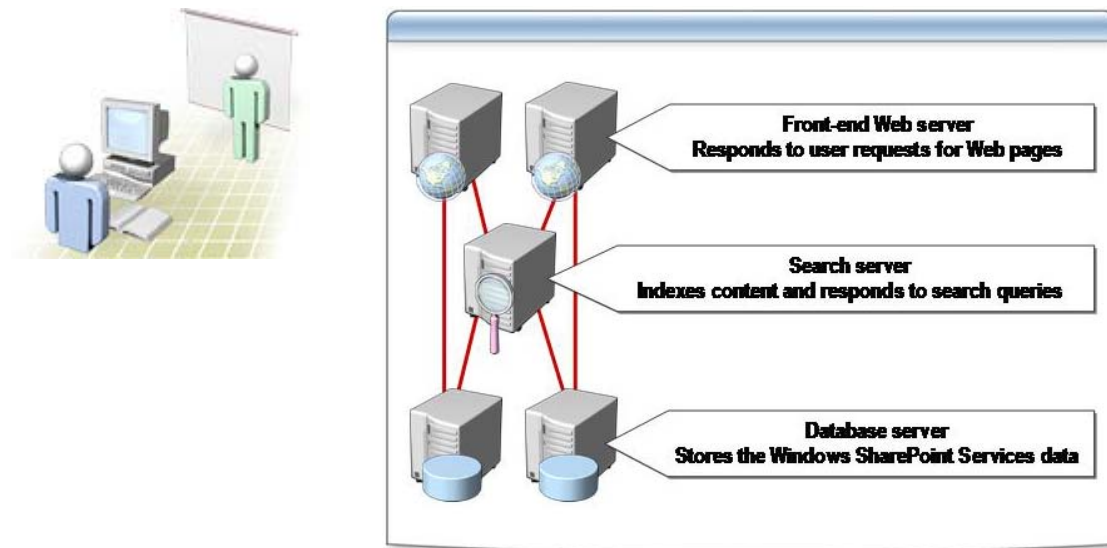 Front-end Web server
Responds to user requests for Web pages
Search server
Indexes content and responds to search queries
Database server
Stores the Windows SharePoint Services data